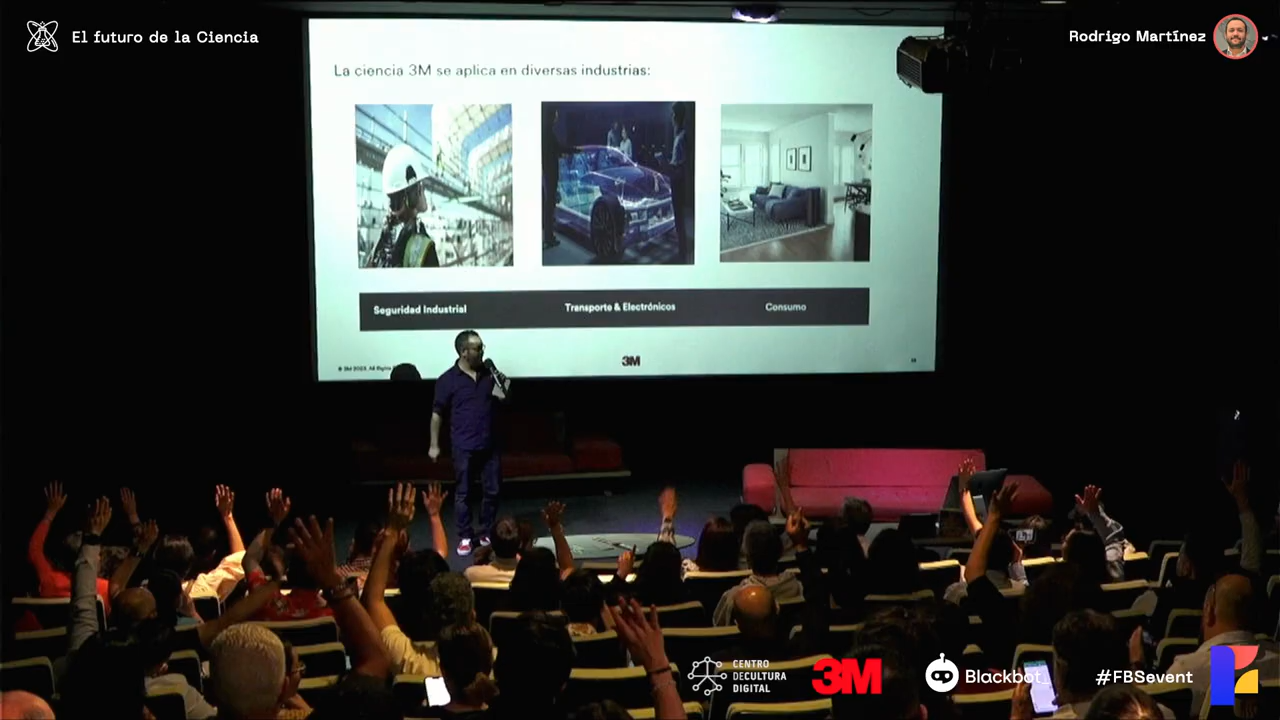 El futuro de la Ciencia
Rodrigo Martínez
La ciencia 3M se aplica en diversas industrias:
Seguridad Industrial
Transporte & Electrónicos
Consumo
3M
CENTRO
DECULTURA
DIGITAL
3M
Blackbot_
#FBSevent